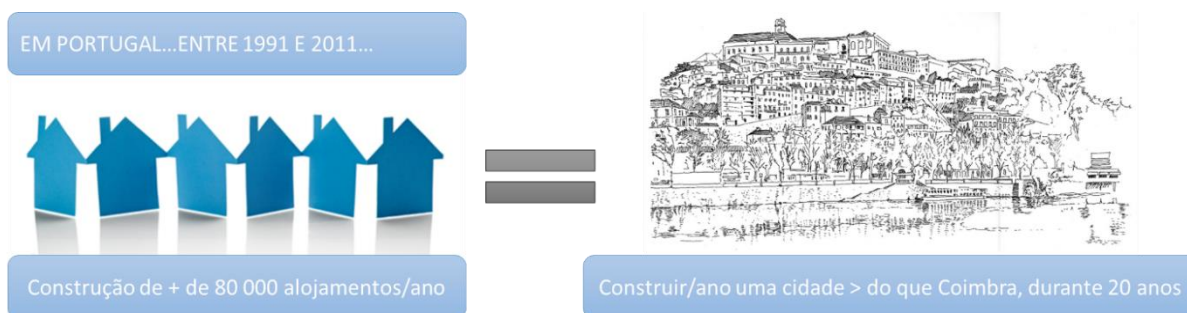 EM PORTUGAL...ENTRE 1991 E 2011...
Construção de + de 80 000 alojamentos/ano
Construir/ano uma cidade > do que Coimbra, durante 20 anos